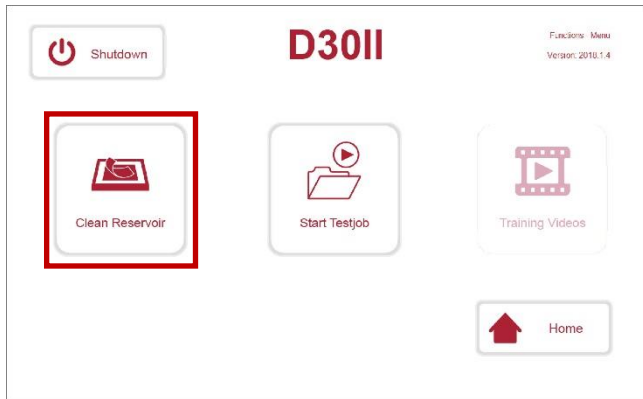 Shutdown
D30II
Functions Menu
Version: 2018.1.4
Clean Reservoir
Start Testjob
Training Videos
Home